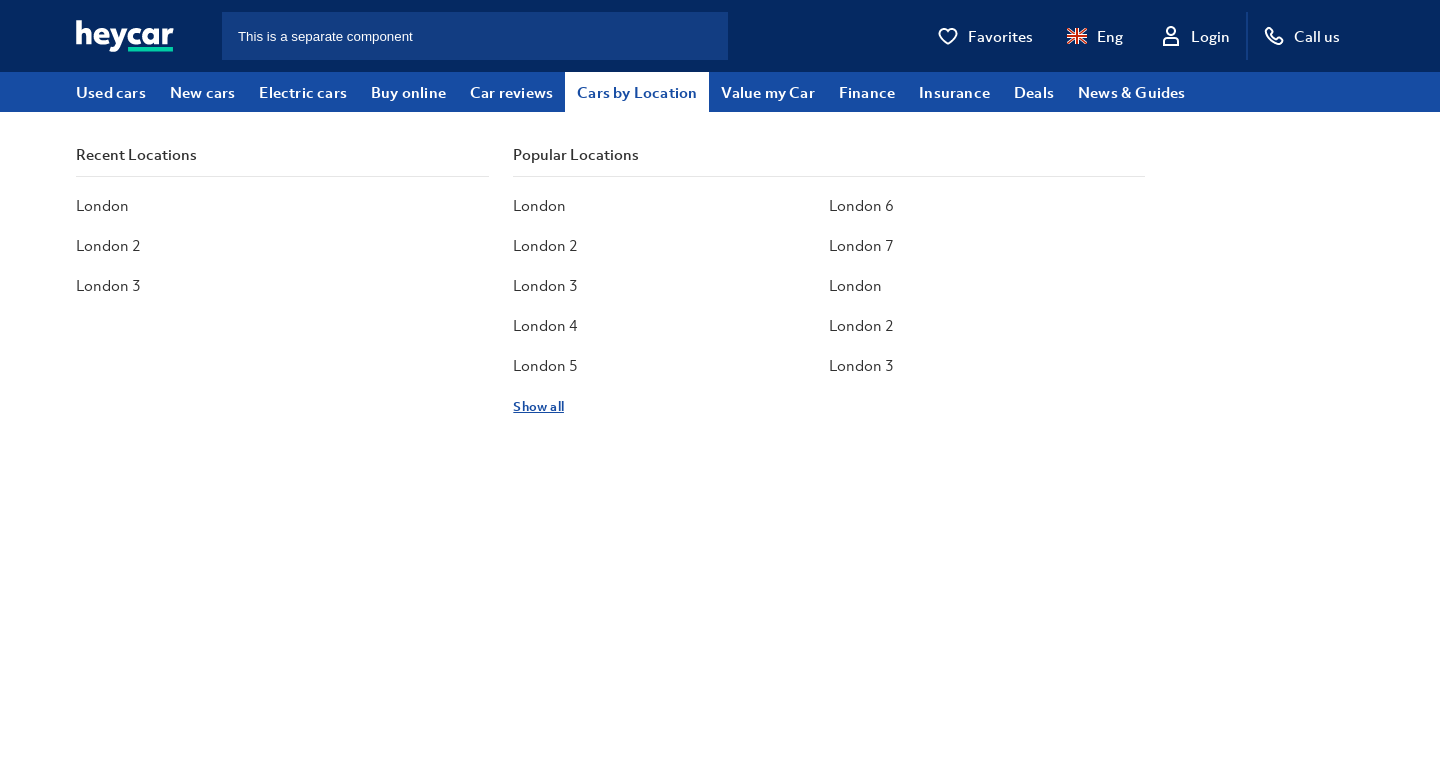 heycar
This is a separate component
Favorites
Eng
Login
Call us
Used cars
New cars
Electric cars
Buy online
Car reviews
Cars by Location
Value my Car
Finance
Insurance
Deals
News & Guides
Recent Locations
London
London 2
London 3
Popular Locations
London
London 2
London 3
London 4
London 5
London 6
London 7
London
London 2
London 3
Show all